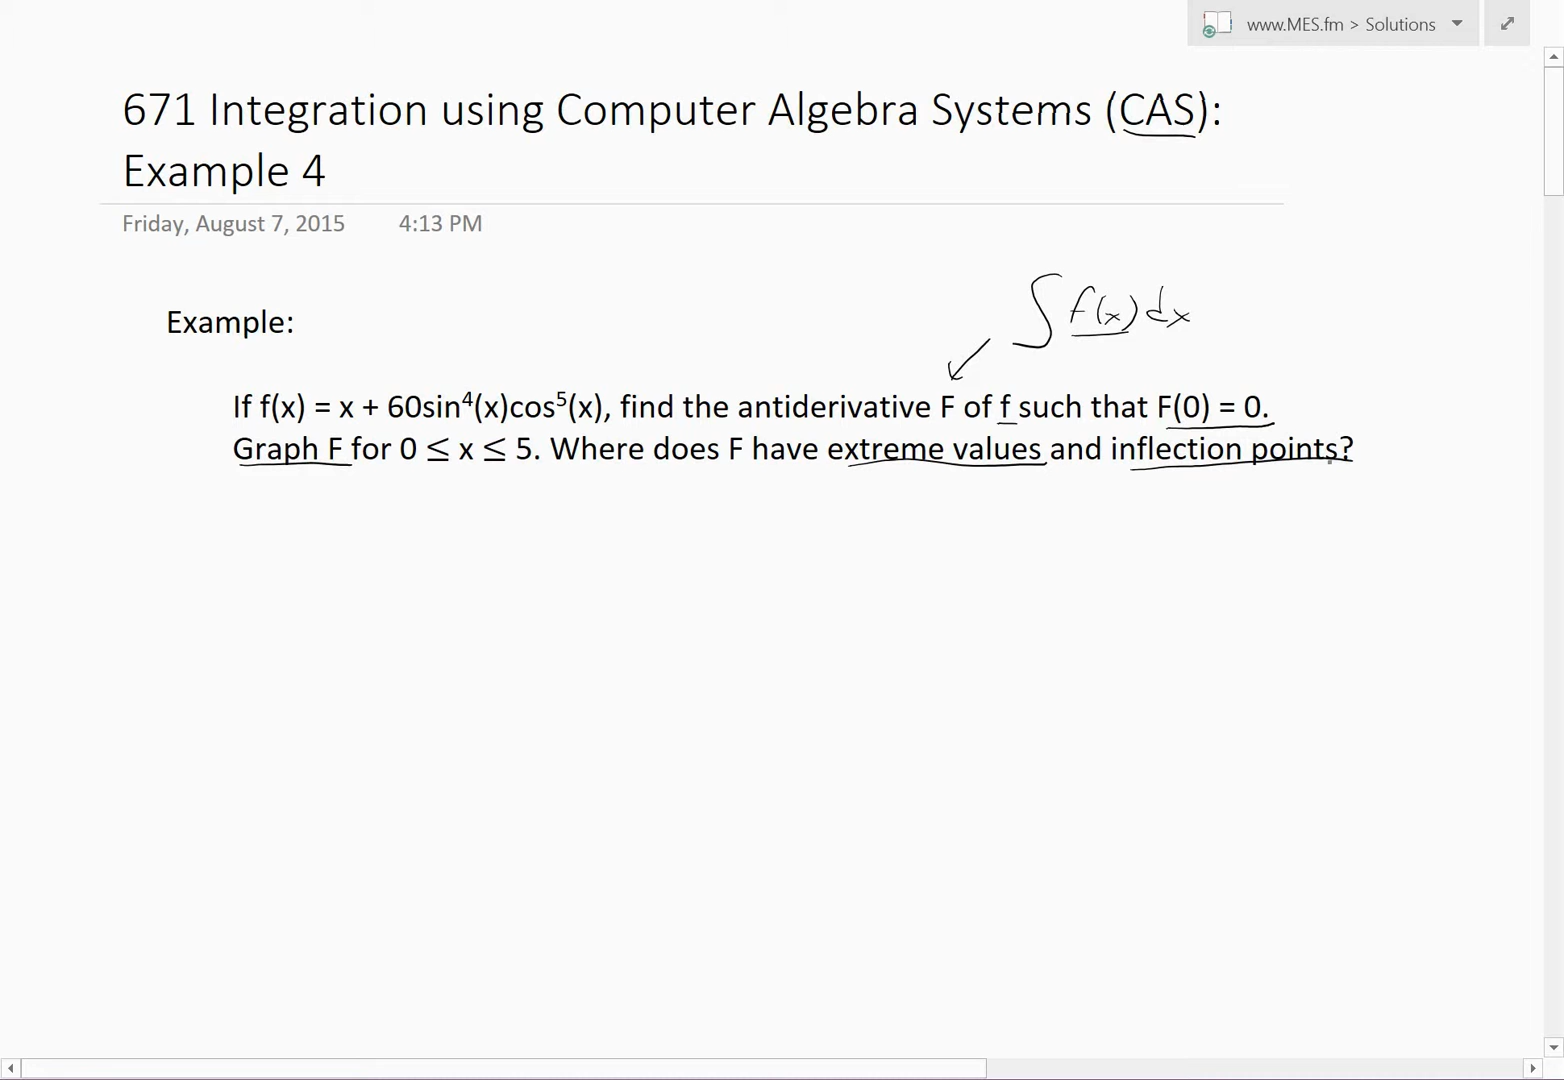 www.MES.fm > Solutions
671 Integration using Computer Algebra Systems (CAS):
Example 4
Friday, August 7, 2015 4:13 PM
∫ f(x) dx
Example:
If f(x) = x + 60sin⁴(x)cos⁵(x), find the antiderivative F of f such that F(0) = 0.
Graph F for 0 ≤ x ≤ 5. Where does F have extreme values and inflection points?